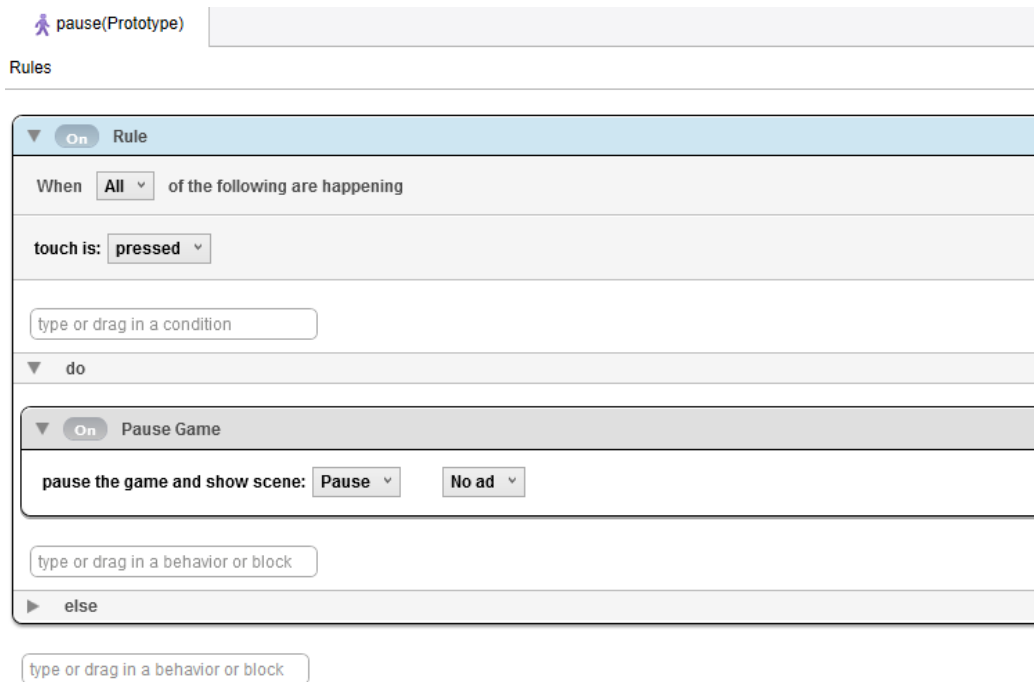 pause(Prototype)
Rules
On Rule
When All of the following are happening
touch is: pressed
type or drag in a condition
do
On Pause Game
pause the game and show scene: Pause No ad
type or drag in a behavior or block
else
type or drag in a behavior or block